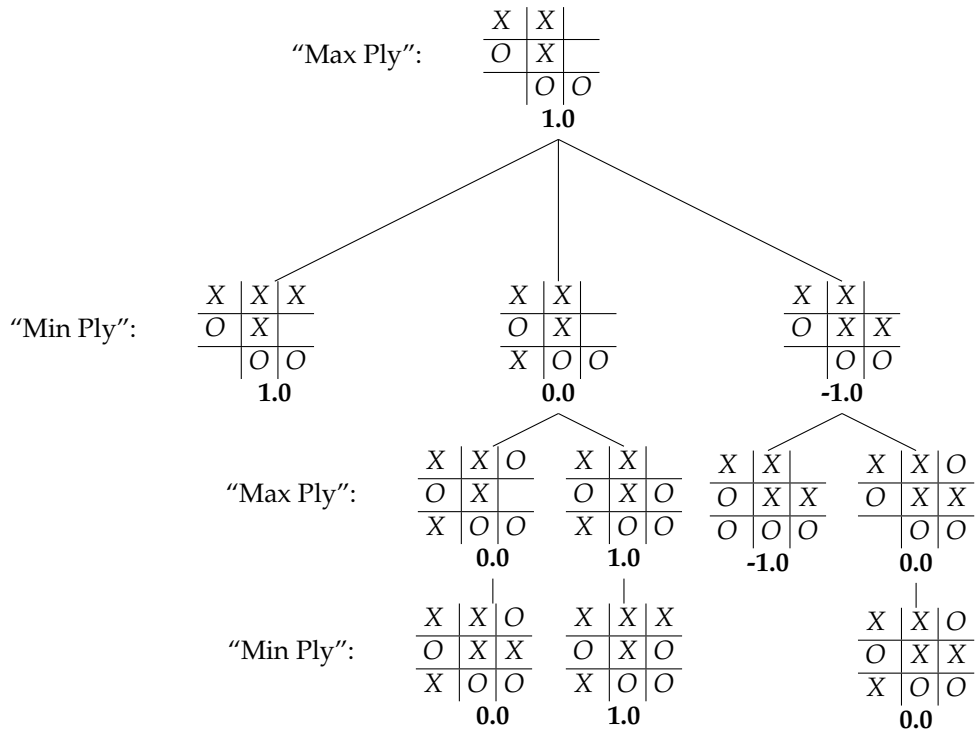 X X
“Max Ply”: O X
O O
1.0
X X X X X X X
“Min Ply”: O X O X O X X
O O X O O O O
1.0 0.0 -1.0
X X O X X X X X X O
“Max Ply”: O X O X O O X X O X X
X O O X O O O O O O O
0.0 1.0 -1.0 0.0
X X O X X X X X O
“Min Ply”: O X X O X O O X X
X O O X O O X O O
0.0 1.0 0.0